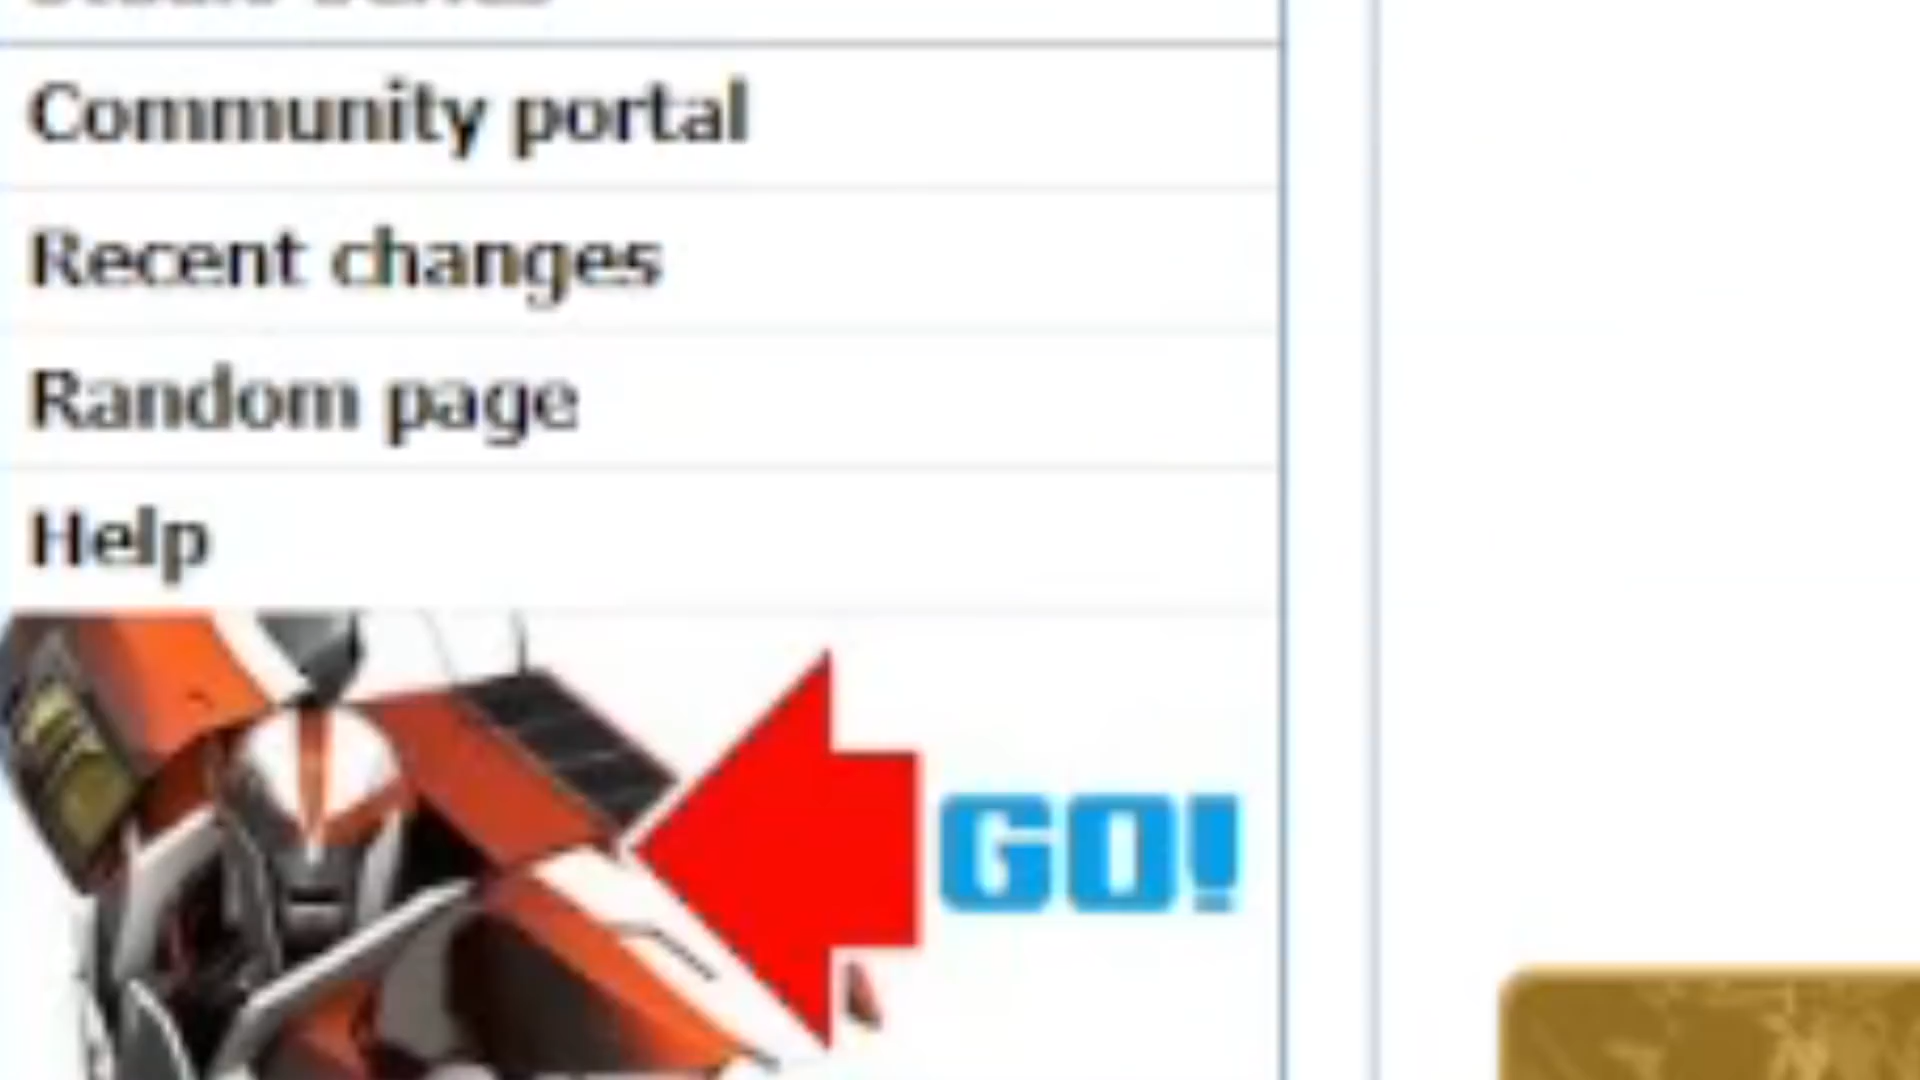 Community portal
Recent changes
Random page
Help
GO!